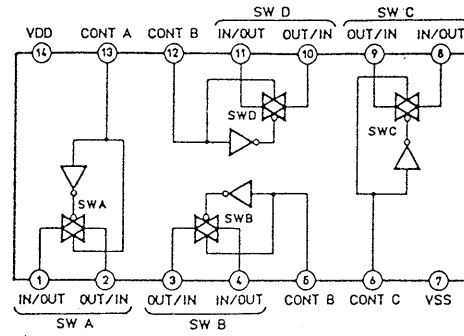 SW D SW C
VDD CONT A CONT B IN/OUT OUT/IN OUT/IN IN/OUT
14 13 12 11 10 9 8
SWD
SWC
SWA
SWB
1 2 3 4 5 6 7
IN/OUT OUT/IN OUT/IN IN/OUT CONT B CONT C VSS
SW A SW B